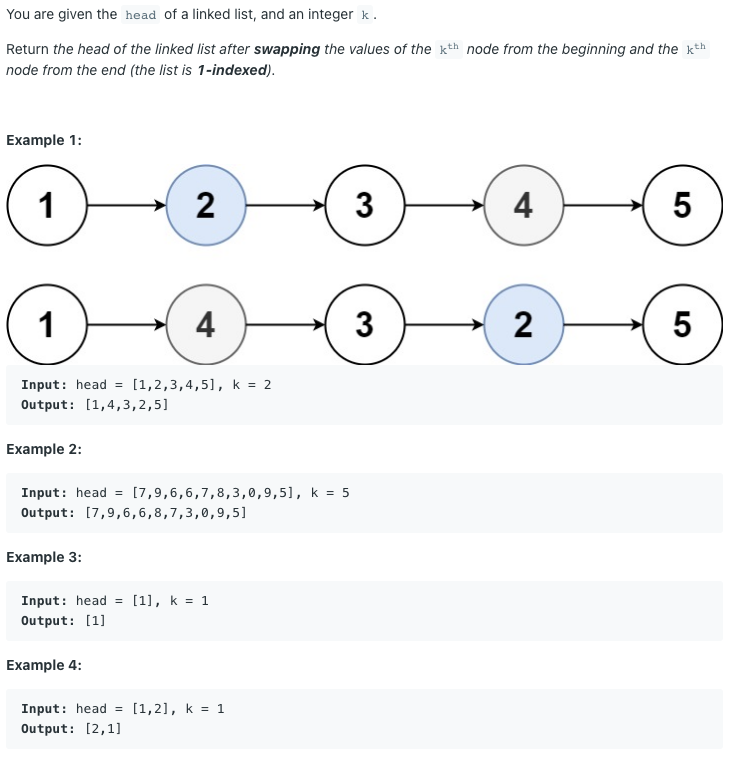 You are given the head of a linked list, and an integer k.
Return the head of the linked list after swapping the values of the kth node from the beginning and the kth
node from the end (the list is 1-indexed).
Example 1:
1 2 3 4 5
1 4 3 2 5
Input: head = [1,2,3,4,5], k = 2
Output: [1,4,3,2,5]
Example 2:
Input: head = [7,9,6,6,7,8,3,0,9,5], k = 5
Output: [7,9,6,6,8,7,3,0,9,5]
Example 3:
Input: head = [1], k = 1
Output: [1]
Example 4:
Input: head = [1,2], k = 1
Output: [2,1]